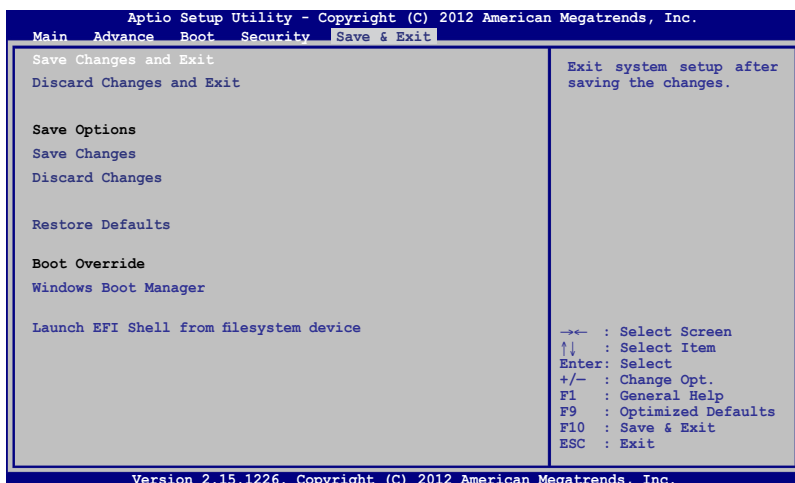 Aptio Setup Utility - Copyright (C) 2012 American Megatrends, Inc.
Main Advance Boot Security Save & Exit
Save Changes and Exit
Discard Changes and Exit
Save Options
Save Changes
Discard Changes
Restore Defaults
Boot Override
Windows Boot Manager
Launch EFI Shell from filesystem device
Exit system setup after
saving the changes.
→← : Select Screen
↑↓ : Select Item
Enter: Select
+/— : Change Opt.
F1 : General Help
F9 : Optimized Defaults
F10 : Save & Exit
ESC : Exit
Version 2.15.1226. Copyright (C) 2012 American Megatrends, Inc.